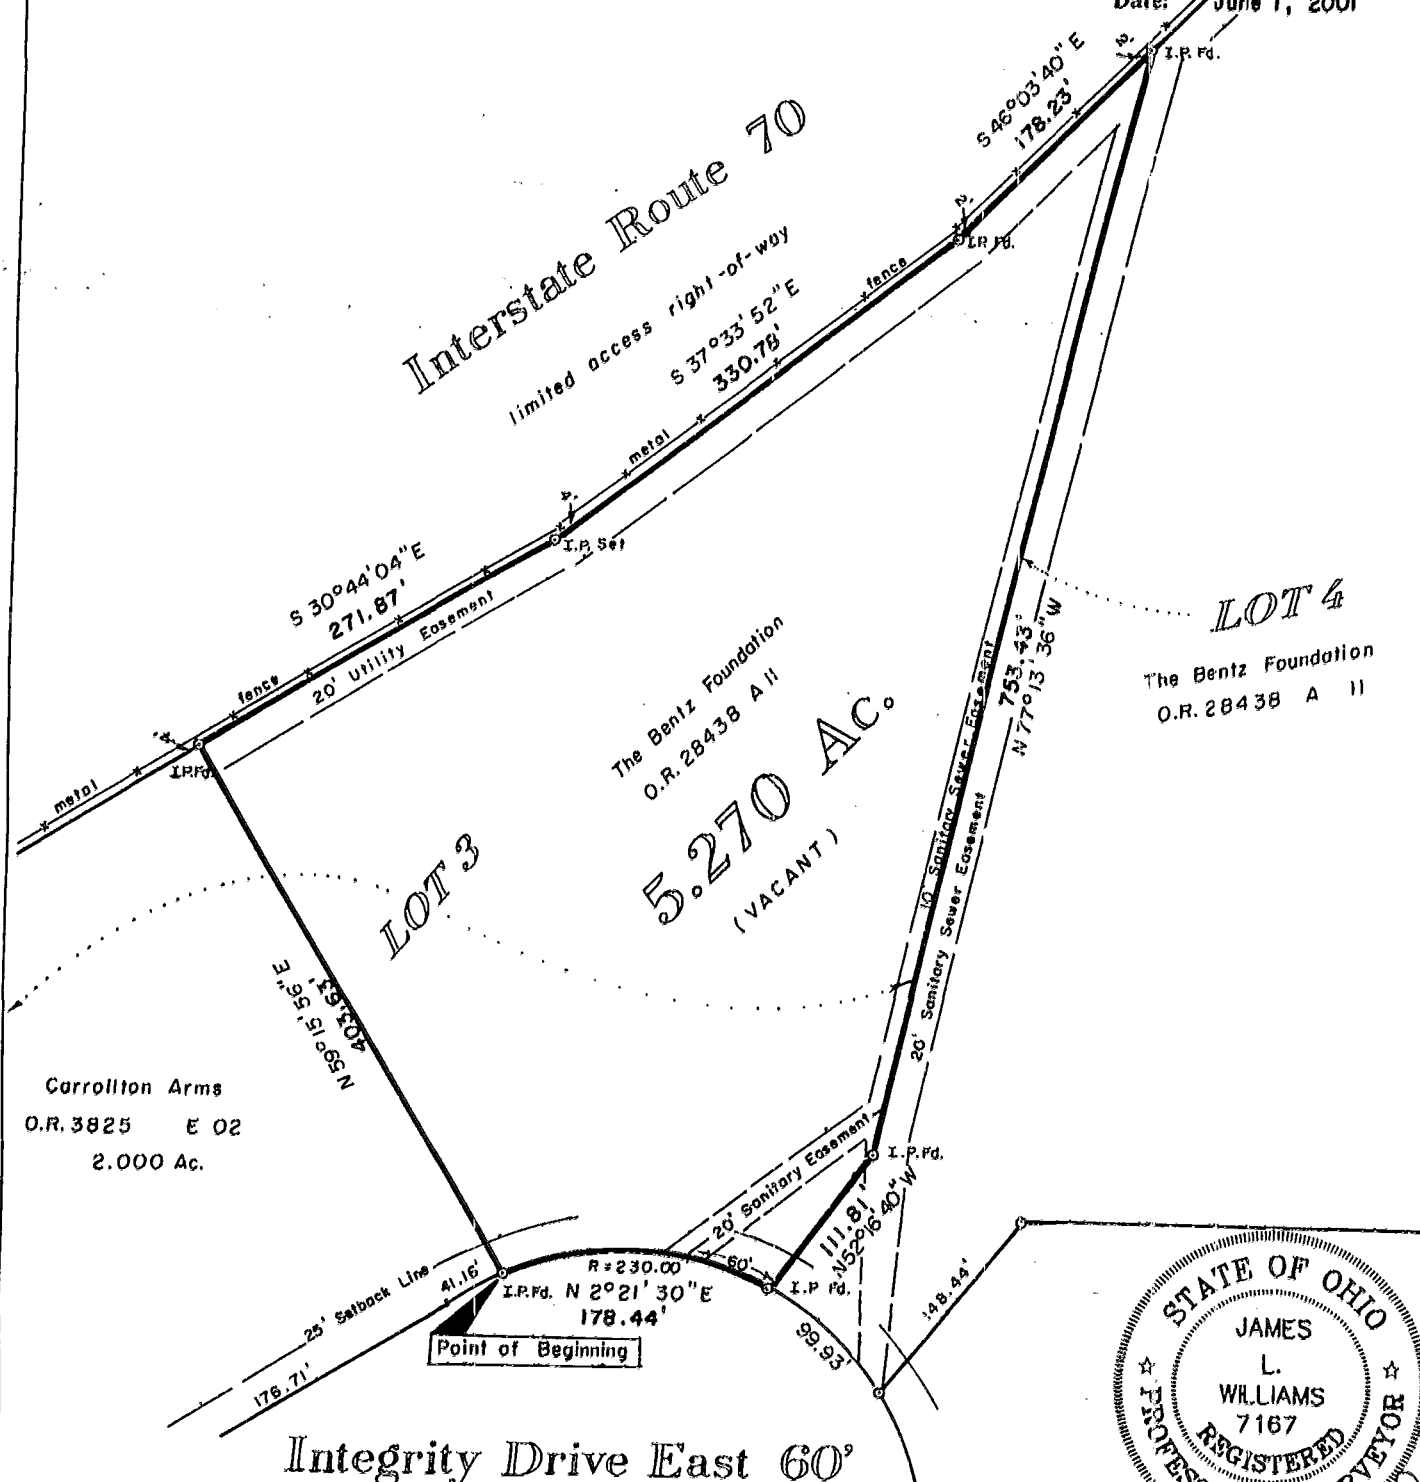 Date: June 1, 2001
I.P. Fd.
S 46°03'40" E
178.23'
2'
Interstate Route 70
limited access right-of-way
2'
I.P. Fd.
fence
S 37°33'52" E
330.78'
metal
4'
I.P. Set
S 30°44'04" E
271.87'
20' Utility Easement
fence
4'
I.P.Fd.
metal
The Bentz Foundation
O.R. 28438 A 11
5.270 Ac.
(VACANT)
LOT 3
LOT 4
The Bentz Foundation
O.R. 28438 A 11
753.43'
N 77°13'36" W
10' Sanitary Sewer Easement
20' Sanitary Sewer Easement
N 59°15'56" E
403.63'
Carrollton Arms
O.R. 3825 E 02
2.000 Ac.
I.P.Fd.
20' Sanitary Easement
111.81'
N 52°16'40" W
25' Setback Line
41.16'
R = 230.00'
60'
I.P.Fd.
N 2°21'30" E
I.P. Fd.
178.44'
Point of Beginning
99.93'
148.44'
176.71'
Integrity Drive East 60'
STATE OF OHIO
JAMES
L.
WILLIAMS
7167
REGISTERED